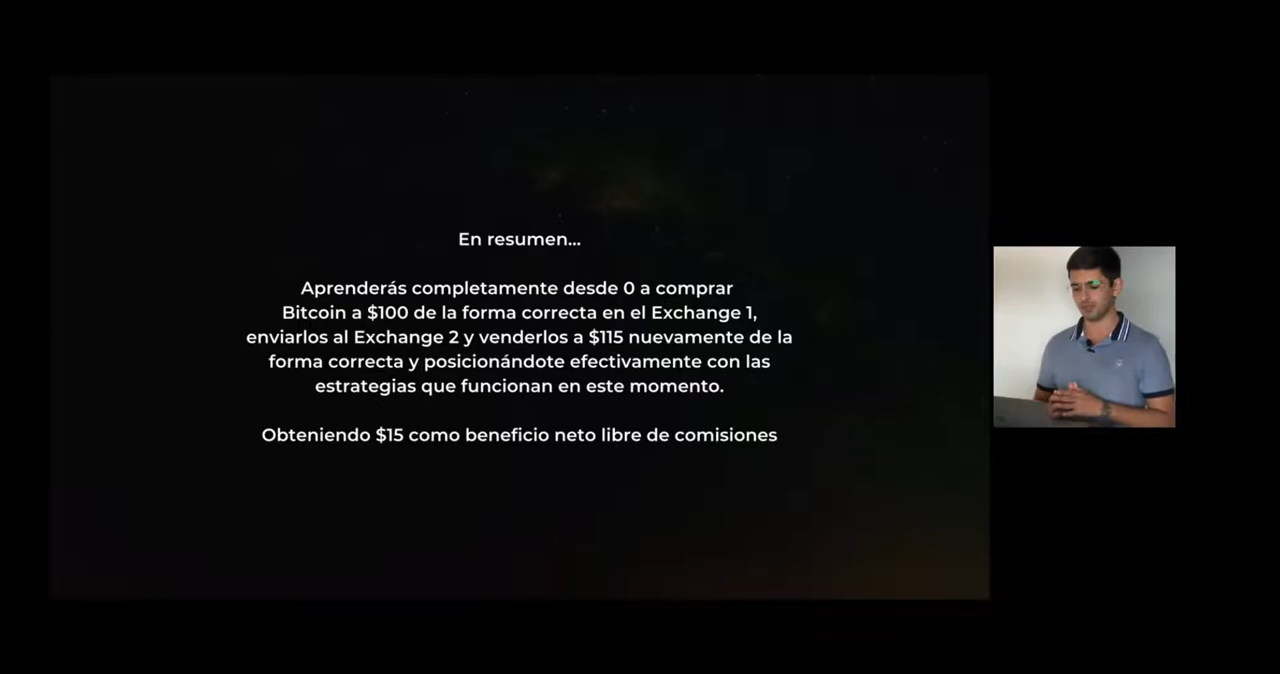 En resumen...
Aprenderás completamente desde 0 a comprar
Bitcoin a $100 de la forma correcta en el Exchange 1,
enviarlos al Exchange 2 y venderlos a $115 nuevamente de la
forma correcta y posicionándote efectivamente con las
estrategias que funcionan en este momento.
Obteniendo $15 como beneficio neto libre de comisiones